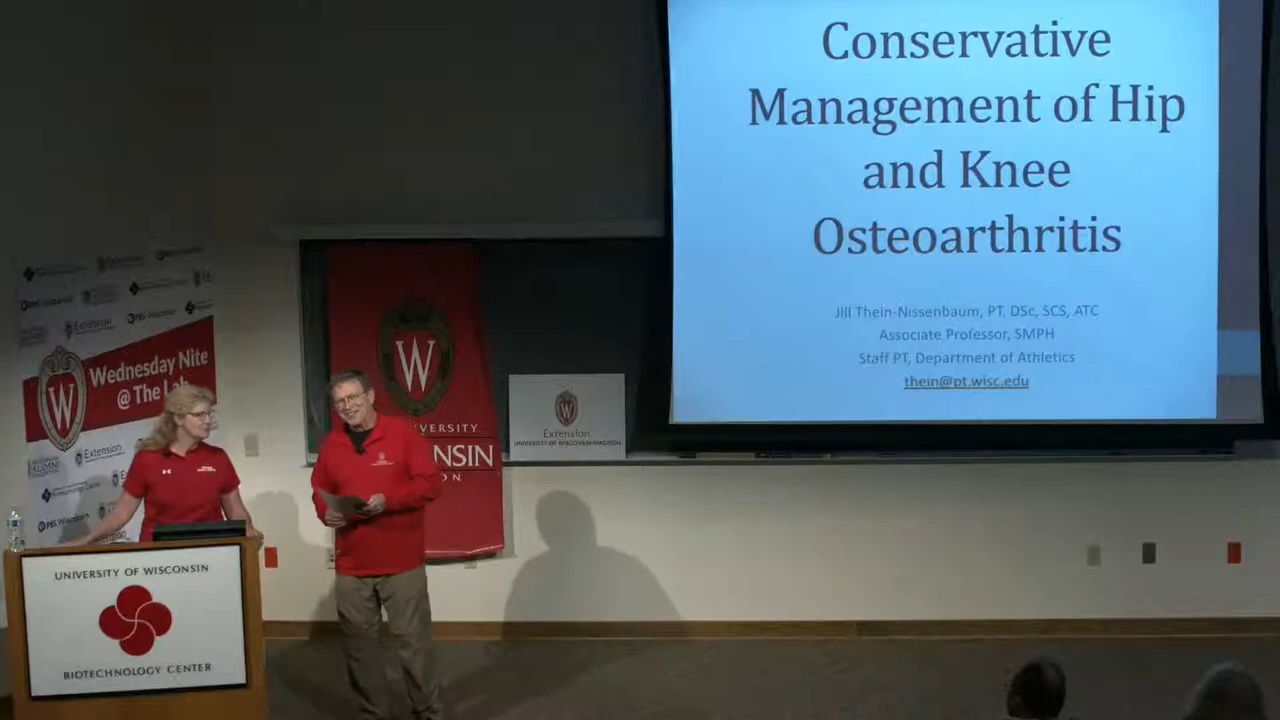 Conservative
Management of Hip
and Knee
Osteoarthritis
Jill Thein-Nissenbaum, PT, DSc, SCS, ATC
Associate Professor, SMPH
Staff PT, Department of Athletics
thein@pt.wisc.edu
Wednesday Nite
@ The Lab
W
Extension
PBS Wisconsin
W
VERSITY
NSIN
ON
Extension
UNIVERSITY OF WISCONSIN-MADISON
UNIVERSITY OF WISCONSIN
BIOTECHNOLOGY CENTER